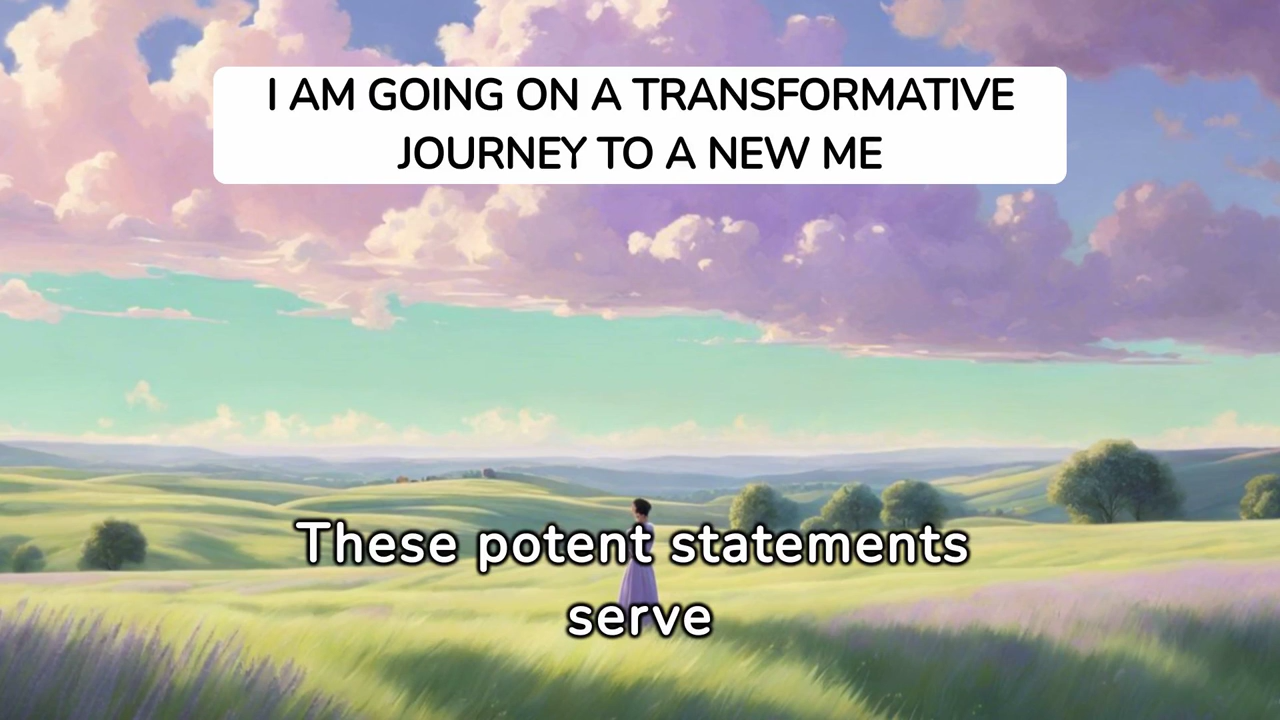 I AM GOING ON A TRANSFORMATIVE
JOURNEY TO A NEW ME
These potent statements
serve